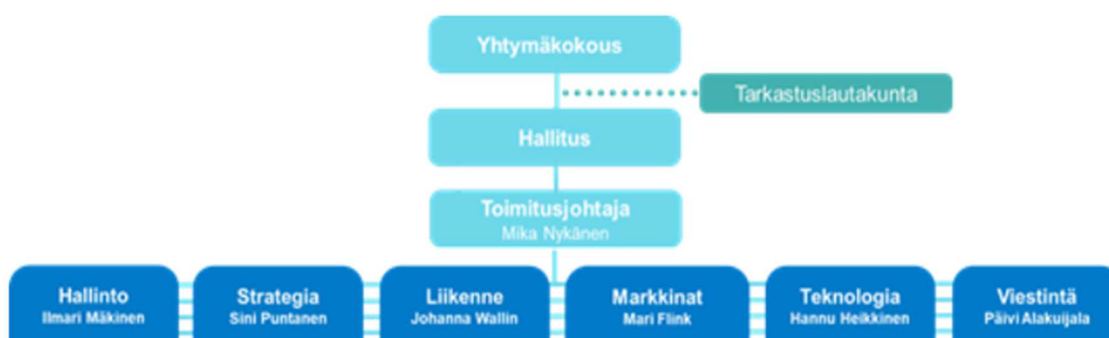 Yhtymäkokous
Tarkastuslautakunta
Hallitus
Toimitusjohtaja
Mika Nykänen
Hallinto
Ilmari Mäkinen
Strategia
Sini Puntanen
Liikenne
Johanna Wallin
Markkinat
Mari Flink
Teknologia
Hannu Heikkinen
Viestintä
Päivi Alakuijala